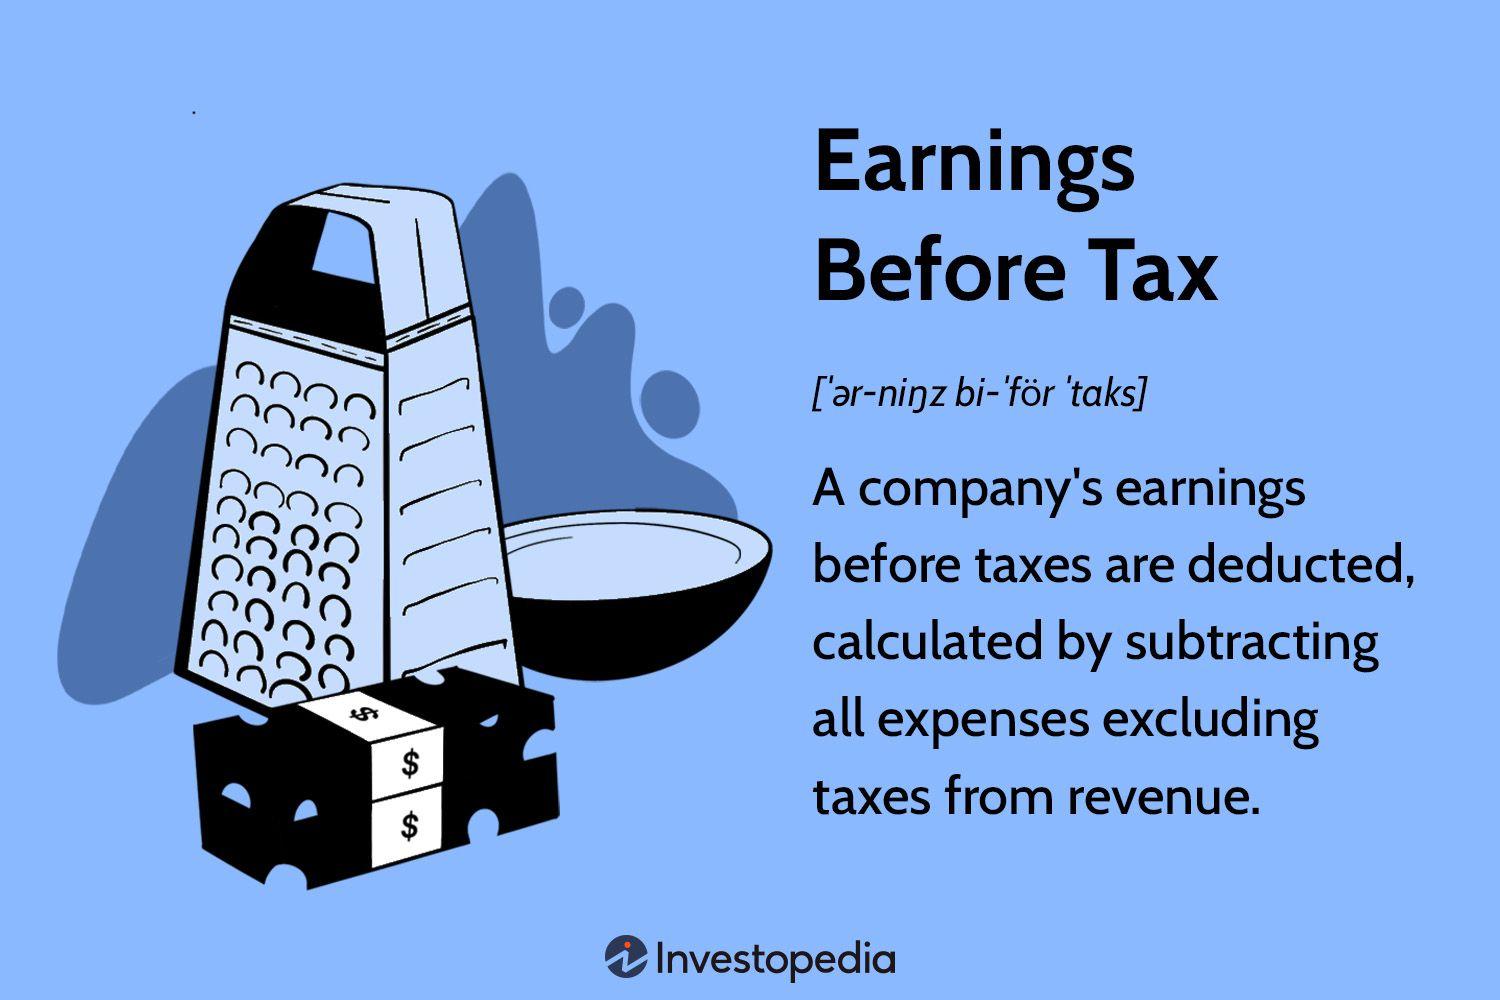 Earnings
Before Tax
[ˈər-niŋz bi-ˈför ˈtaks]
A company's earnings
before taxes are deducted,
calculated by subtracting
all expenses excluding
taxes from revenue.
$
$
$
Investopedia